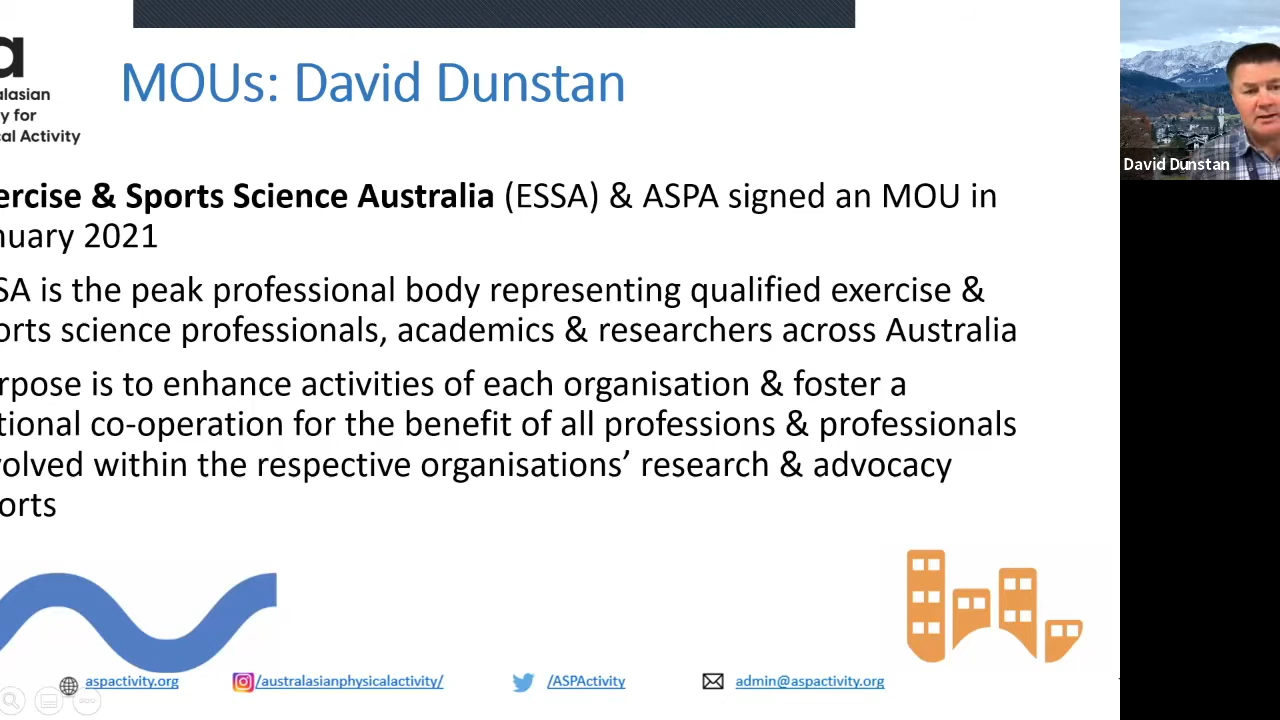 a
alasian
y for
cal Activity
MOUs: David Dunstan
David Dunstan
ercise & Sports Science Australia (ESSA) & ASPA signed an MOU in
nuary 2021
SA is the peak professional body representing qualified exercise &
orts science professionals, academics & researchers across Australia
rpose is to enhance activities of each organisation & foster a
tional co-operation for the benefit of all professions & professionals
volved within the respective organisations’ research & advocacy
orts
aspactivity.org
/australasianphysicalactivity/
/ASPActivity
admin@aspactivity.org